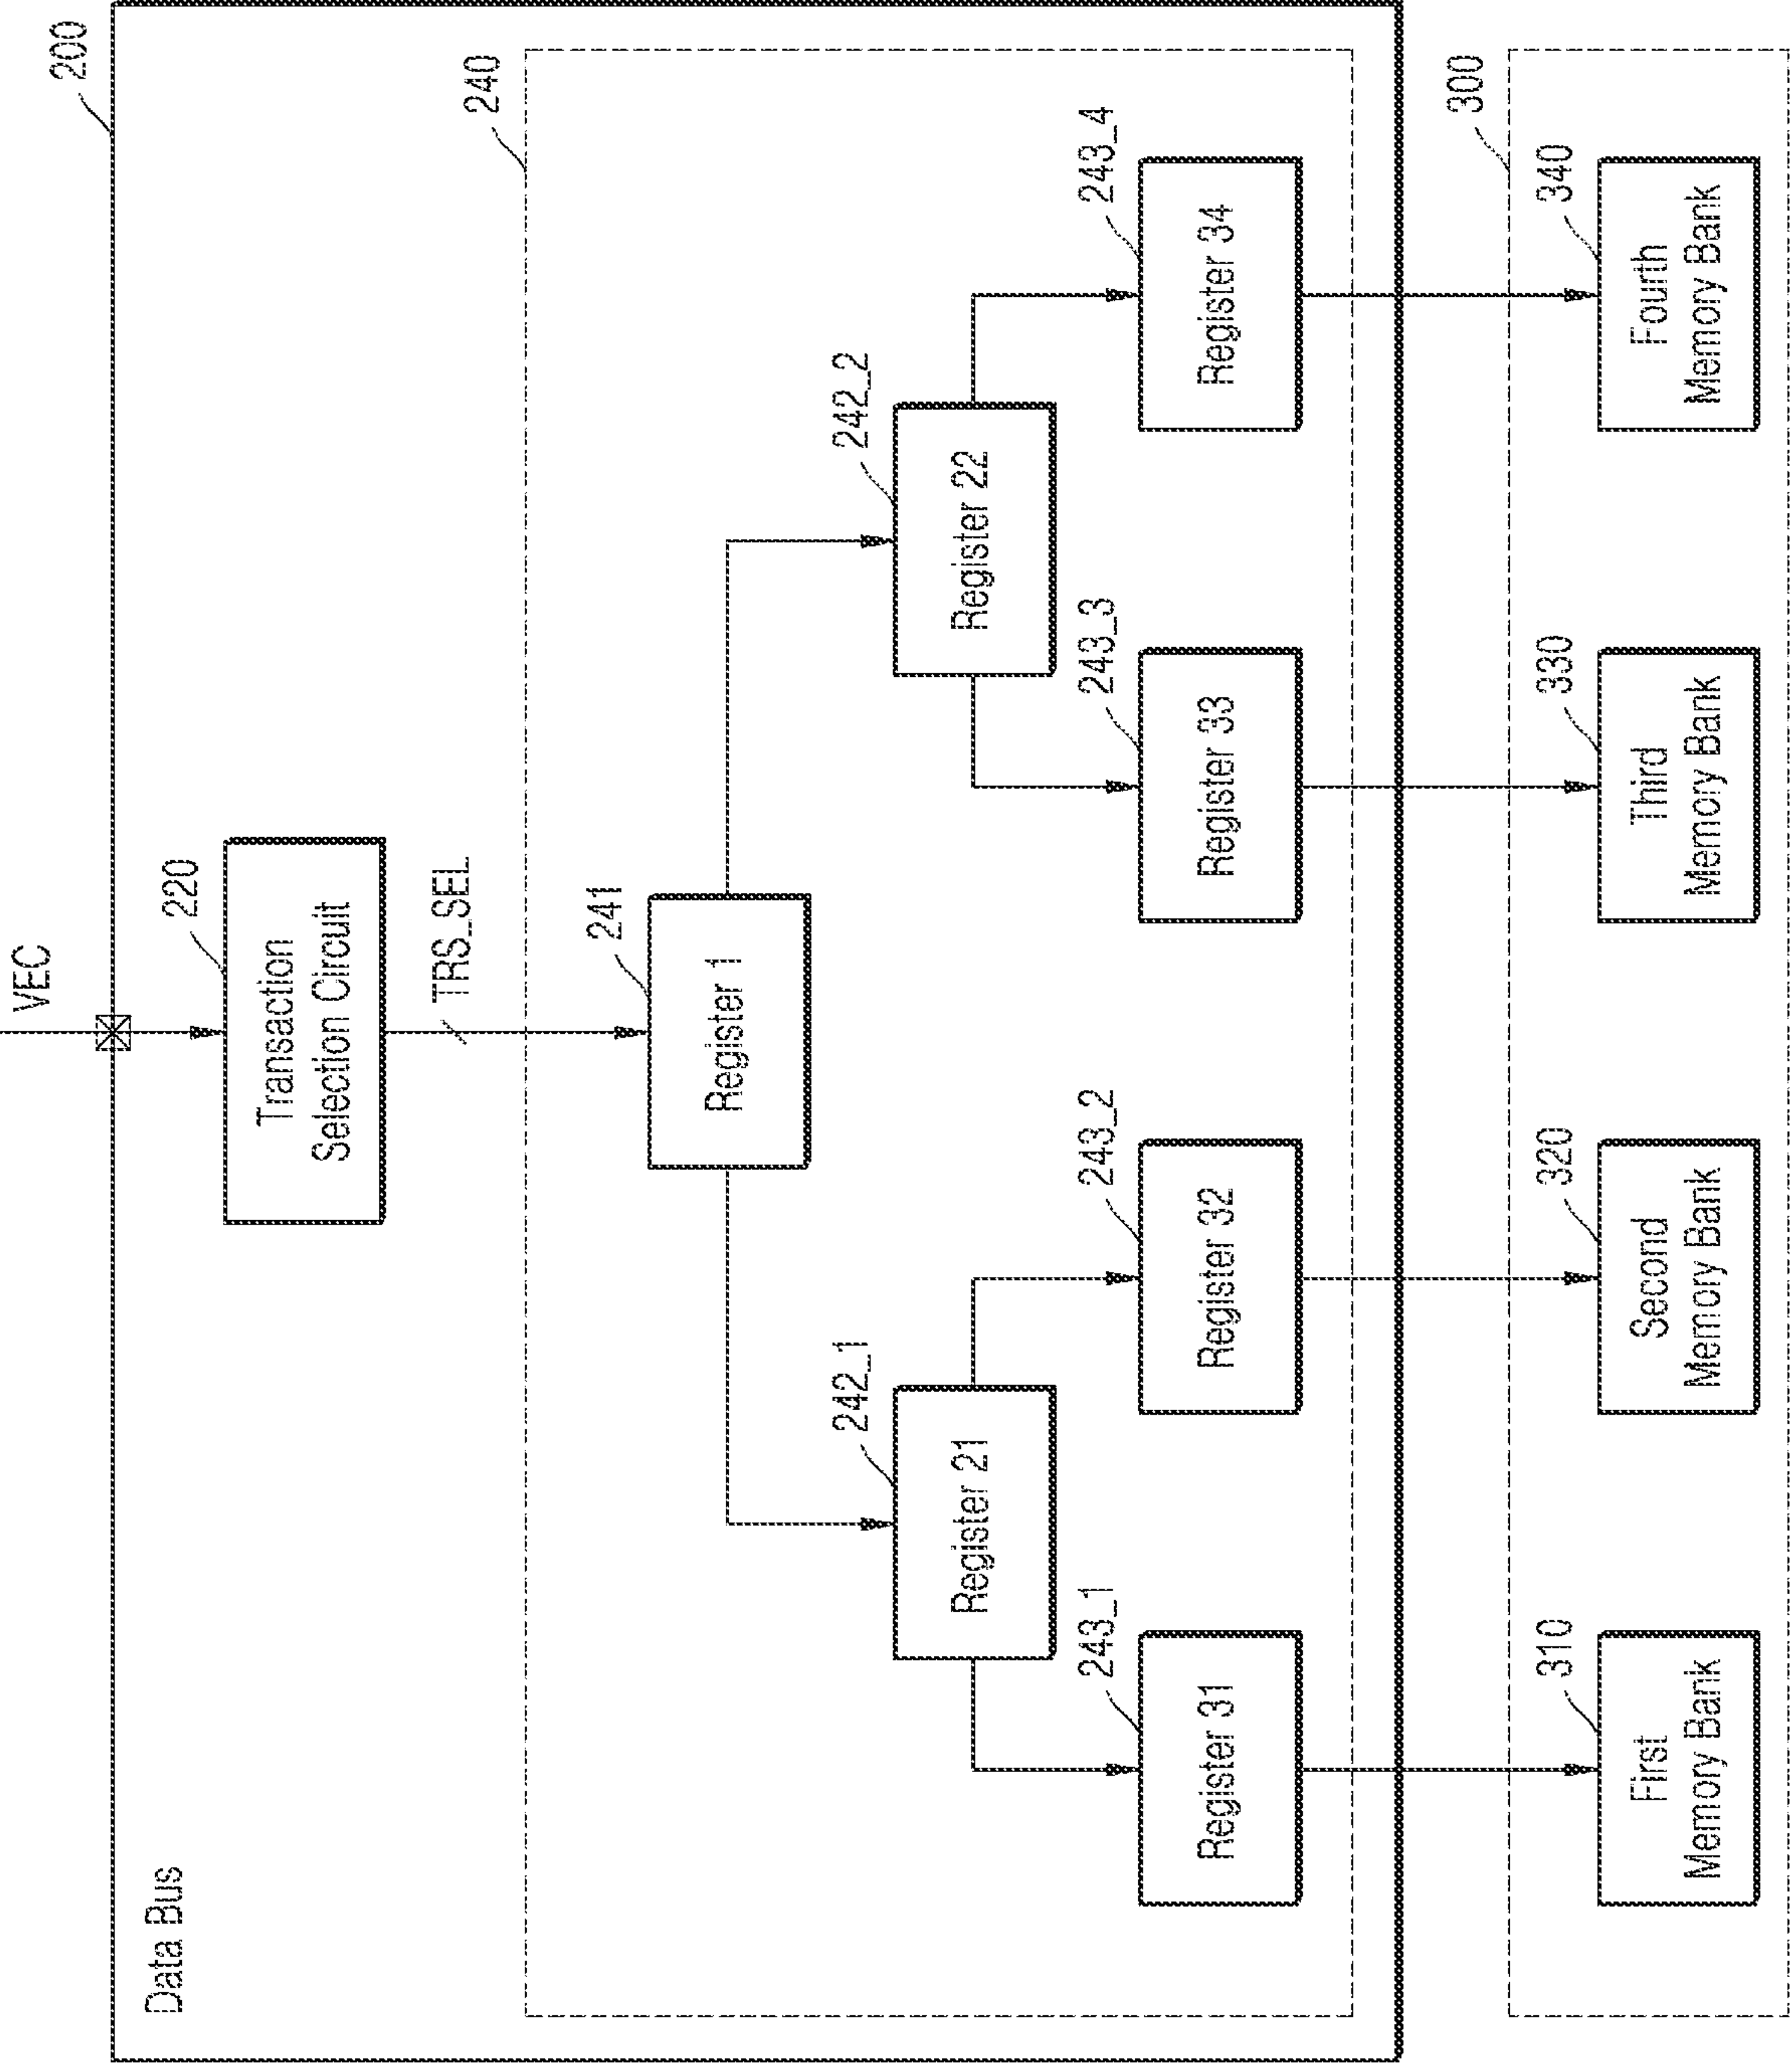 VEC
200
Data Bus
220
Transaction
Selection Circuit
TRS_SEL
240
241
Register 1
242_1
Register 21
242_2
Register 22
243_1
Register 31
243_2
Register 32
243_3
Register 33
243_4
Register 34
300
310
First
Memory Bank
320
Second
Memory Bank
330
Third
Memory Bank
340
Fourth
Memory Bank